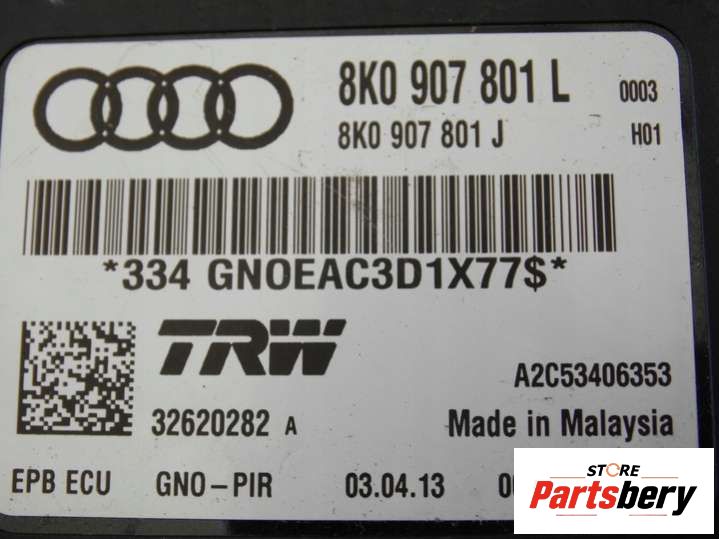 8K0 907 801 L 0003
8K0 907 801 J H01
*334 GNOEAC3D1X77$*
TRW
A2C53406353
32620282 A Made in Malaysia
EPB ECU GNO-PIR 03.04.13
STORE
Partsbery